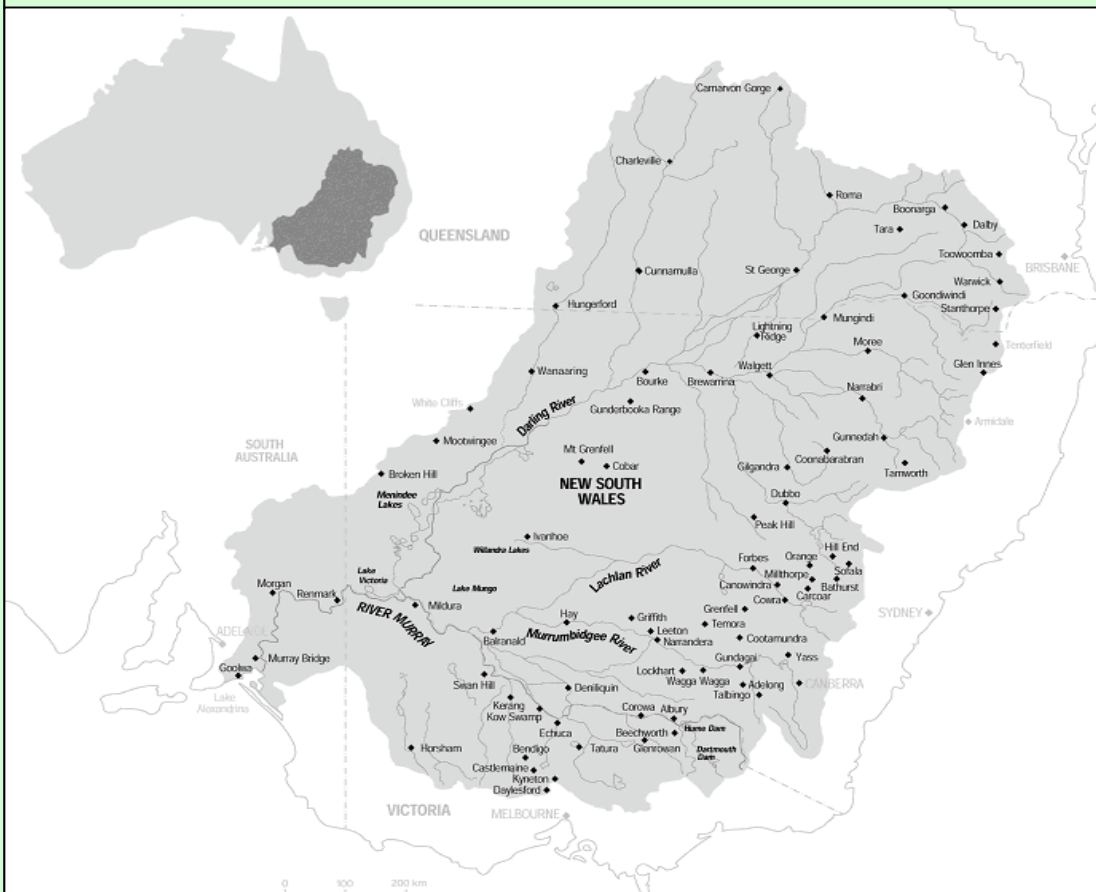 Carnarvon Gorge
Charleville
Roma
Boonarga
Tara
Dalby
QUEENSLAND
Toowoomba
BRISBANE
Cunnamulla
St George
Warwick
Goondiwindi
Stanthorpe
Hungerford
Mungindi
Lightning
Ridge
Moree
Tenterfield
Glen Innes
Wanaaring
Bourke
Brewarrina
Walgett
Narrabri
White Cliffs
Darling River
Gunderbooka Range
Armidale
Mootwingee
Gunnedah
SOUTH
AUSTRALIA
Mt Grenfell
Cobar
Coonabarabran
Gilgandra
Tamworth
Broken Hill
NEW SOUTH
WALES
Menindee
Lakes
Dubbo
Peak Hill
Ivanhoe
Willandra Lakes
Hill End
Orange
Forbes
Sofala
Millthorpe
Bathurst
Canowindra
Carcoar
Cowra
Lachlan River
Lake
Victoria
Lake Mungo
Morgan
Renmark
Mildura
RIVER MURRAY
SYDNEY
Grenfell
Hay
Griffith
Temora
Leeton
Narrandera
Cootamundra
Balranald
Murrumbidgee River
ADELAIDE
Murray Bridge
Goolwa
Lake
Alexandrina
Gundagai
Yass
Lockhart
Wagga Wagga
Adelong
Talbingo
CANBERRA
Swan Hill
Deniliquin
Kerang
Kow Swamp
Corowa
Albury
Echuca
Beechworth
Hume Dam
Horsham
Bendigo
Tatura
Glenrowan
Dartmouth
Dam
Castlemaine
Kyneton
Daylesford
VICTORIA
MELBOURNE
0 100 200 km